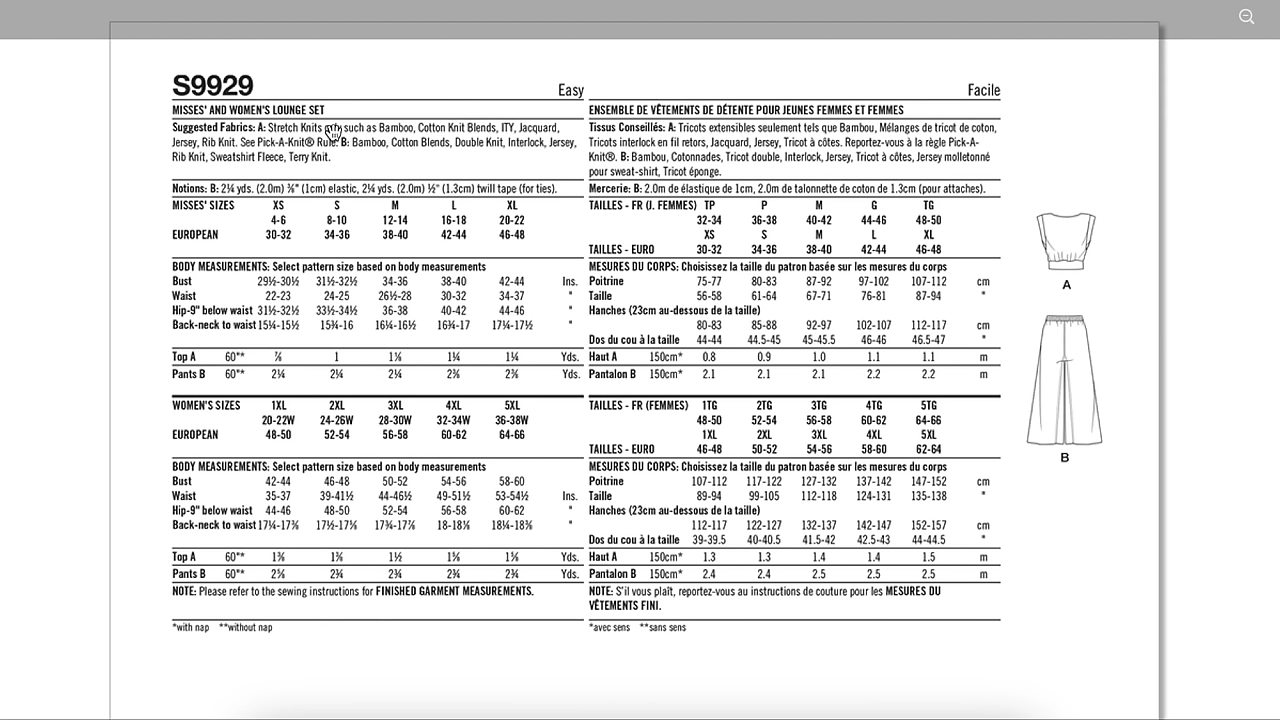 S9929
Easy
MISSES' AND WOMEN'S LOUNGE SET
Suggested Fabrics: A: Stretch Knits such as Bamboo, Cotton Knit Blends, ITY, Jacquard,
Jersey, Rib Knit. See Pick-A-Knit® Rule. B: Bamboo, Cotton Blends, Double Knit, Interlock, Jersey,
Rib Knit, Sweatshirt Fleece, Terry Knit.
Notions: B: 2¼ yds. (2.0m) ⅜" (1cm) elastic, 2¼ yds. (2.0m) ½" (1.3cm) twill tape (for ties).
MISSES' SIZES XS S M L XL
4-6 8-10 12-14 16-18 20-22
EUROPEAN 30-32 34-36 38-40 42-44 46-48
BODY MEASUREMENTS: Select pattern size based on body measurements
Bust 29½-30½ 31½-32½ 34-36 38-40 42-44 Ins.
Waist 22-23 24-25 26½-28 30-32 34-37 "
Hip-9" below waist 31½-32½ 33½-34½ 36-38 40-42 44-46 "
Back-neck to waist 15¼-15½ 15¾-16 16¼-16½ 16¾-17 17¼-17½ "
Top A 60"* ⅞ 1 1⅛ 1¼ 1¼ Yds.
Pants B 60"* 2¼ 2¼ 2¼ 2⅜ 2⅜ Yds.
WOMEN'S SIZES 1XL 2XL 3XL 4XL 5XL
20-22W 24-26W 28-30W 32-34W 36-38W
EUROPEAN 48-50 52-54 56-58 60-62 64-66
BODY MEASUREMENTS: Select pattern size based on body measurements
Bust 42-44 46-48 50-52 54-56 58-60
Waist 35-37 39-41½ 44-46½ 49-51½ 53-54½ Ins.
Hip-9" below waist 44-46 48-50 52-54 56-58 60-62 "
Back-neck to waist 17¼-17⅜ 17½-17⅝ 17¾-17⅞ 18-18⅛ 18¼-18⅜ "
Top A 60"* 1⅜ 1⅜ 1½ 1⅝ 1⅝ Yds.
Pants B 60"* 2⅝ 2¾ 2¾ 2¾ 2¾ Yds.
NOTE: Please refer to the sewing instructions for FINISHED GARMENT MEASUREMENTS.
*with nap **without nap
Facile
ENSEMBLE DE VÊTEMENTS DE DÉTENTE POUR JEUNES FEMMES ET FEMMES
Tissus Conseillés: A: Tricots extensibles seulement tels que Bambou, Mélanges de tricot de coton,
Tricots interlock en fil retors, Jacquard, Jersey, Tricot à côtes. Reportez-vous à la règle Pick-A-
Knit®. B: Bambou, Cotonnades, Tricot double, Interlock, Jersey, Tricot à côtes, Jersey molletonné
pour sweat-shirt, Tricot éponge.
Mercerie: B: 2.0m de élastique de 1cm, 2.0m de talonnette de coton de 1.3cm (pour attaches).
TAILLES - FR (J. FEMMES) TP P M G TG
32-34 36-38 40-42 44-46 48-50
XS S M L XL
TAILLES - EURO 30-32 34-36 38-40 42-44 46-48
MESURES DU CORPS: Choisissez la taille du patron basée sur les mesures du corps
Poitrine 75-77 80-83 87-92 97-102 107-112 cm
Taille 56-58 61-64 67-71 76-81 87-94 "
Hanches (23cm au-dessous de la taille)
80-83 85-88 92-97 102-107 112-117 cm
Dos du cou à la taille 44-44 44.5-45 45-45.5 46-46 46.5-47 "
Haut A 150cm* 0.8 0.9 1.0 1.1 1.1 m
Pantalon B 150cm* 2.1 2.1 2.1 2.2 2.2 m
TAILLES - FR (FEMMES) 1TG 2TG 3TG 4TG 5TG
48-50 52-54 56-58 60-62 64-66
1XL 2XL 3XL 4XL 5XL
TAILLES - EURO 46-48 50-52 54-56 58-60 62-64
MESURES DU CORPS: Choisissez la taille du patron basée sur les mesures du corps
Poitrine 107-112 117-122 127-132 137-142 147-152 cm
Taille 89-94 99-105 112-118 124-131 135-138 "
Hanches (23cm au-dessous de la taille)
112-117 122-127 132-137 142-147 152-157 cm
Dos du cou à la taille 39-39.5 40-40.5 41.5-42 42.5-43 44-44.5 "
Haut A 150cm* 1.3 1.3 1.4 1.4 1.5 m
Pantalon B 150cm* 2.4 2.4 2.5 2.5 2.5 m
NOTE: S'il vous plaît, reportez-vous au instructions de couture pour les MESURES DU
VÊTEMENTS FINI.
*avec sens **sans sens
A
B